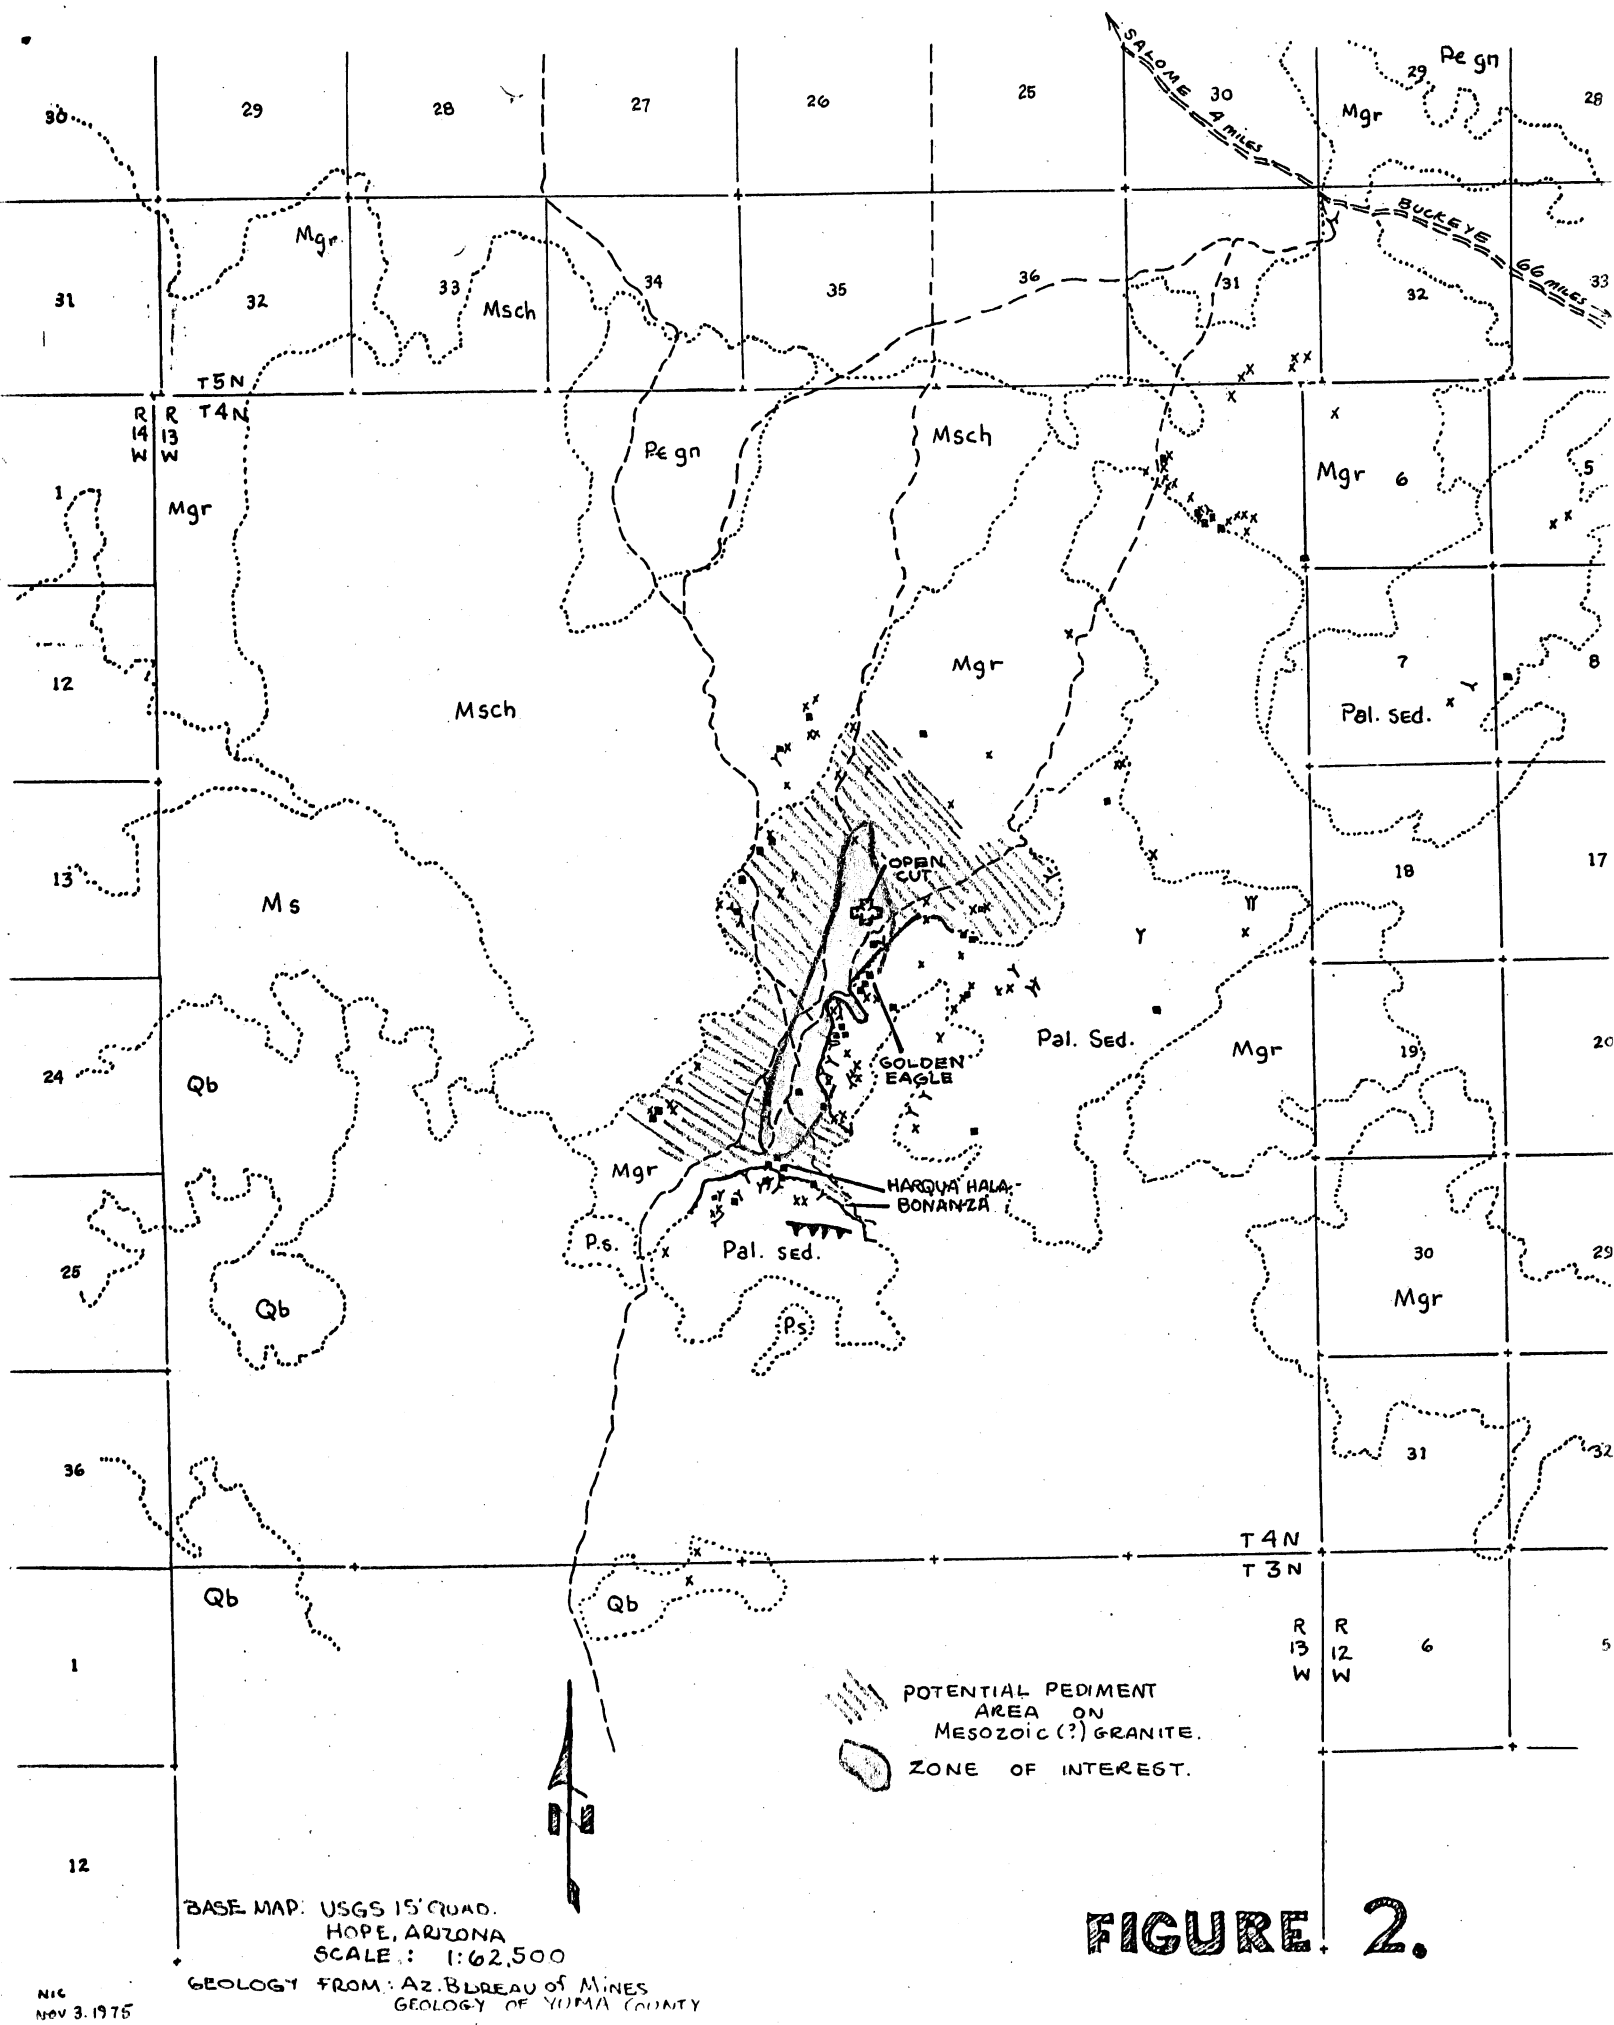 SALOME 4 MILES
Pe gn
30
29
28
27
26
25
30
29
28
Mgr
BUCKEYE 66 MILES
Mgr
31
32
33
Msch
34
35
36
31
32
33
T5N
T4N
R R
14 13
W W
Pe gn
Msch
Mgr
6
5
1
Mgr
12
Msch
Mgr
7
8
Pal. SED.
OPEN
CUT
13
Ms
18
17
24
Qb
GOLDEN
EAGLE
Pal. SED.
Mgr
19
20
Mgr
HARQUA HALA-
BONANZA
25
Qb
P.s.
Pal. SED.
P.s
30
29
Mgr
36
31
32
T 4N
T 3N
Qb
Qb
R R
13 12
W W
6
5
1
POTENTIAL PEDIMENT
AREA ON
MESOZOIC (?) GRANITE.
ZONE OF INTEREST.
N
12
BASE MAP: USGS 15' QUAD.
HOPE, ARIZONA
SCALE: 1:62,500
GEOLOGY FROM: AZ. BUREAU of MINES
GEOLOGY OF YUMA COUNTY
FIGURE 2.
NOV 3. 1975